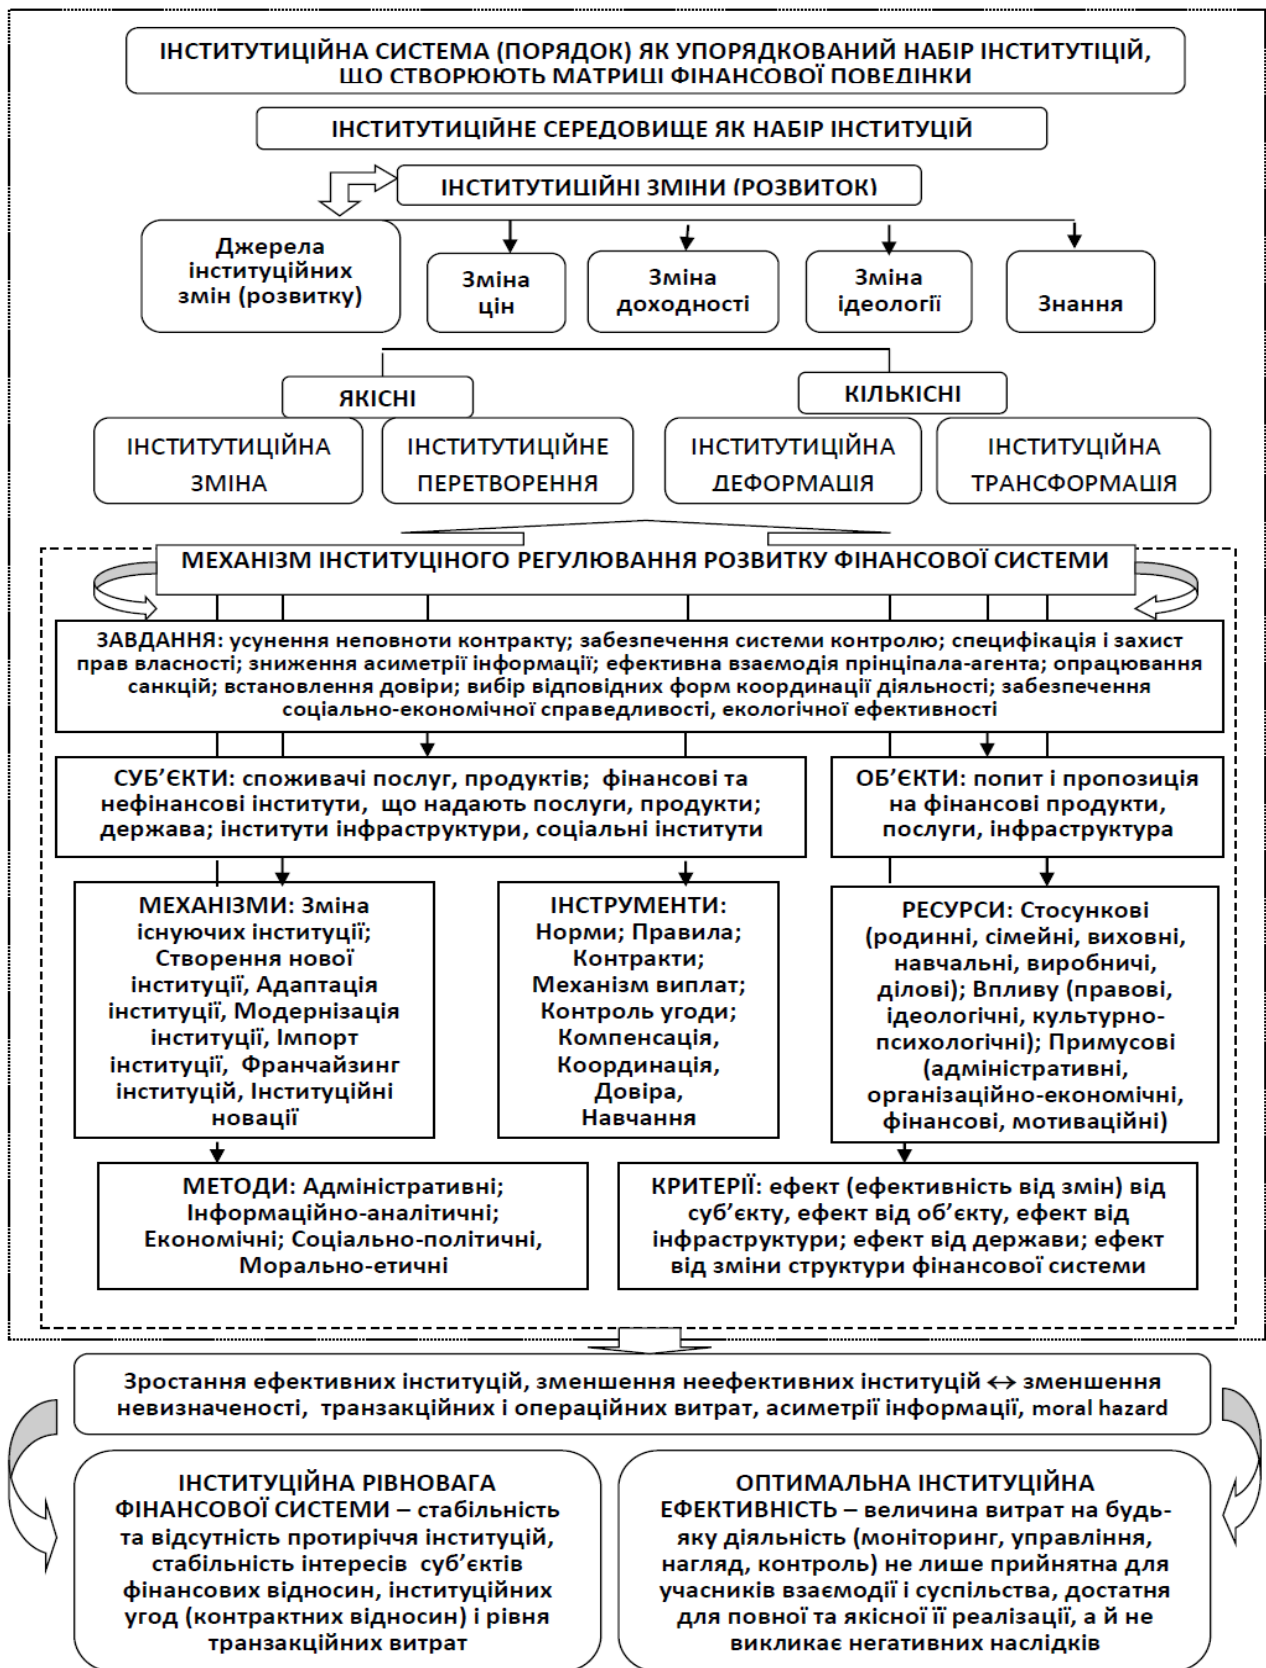 ІНСТИТУТИЦІЙНА СИСТЕМА (ПОРЯДОК) ЯК УПОРЯДКОВАНИЙ НАБІР ІНСТИТУТІЦІЙ,
ЩО СТВОРЮЮТЬ МАТРИЦІ ФІНАНСОВОЇ ПОВЕДІНКИ
ІНСТИТУТИЦІЙНЕ СЕРЕДОВИЩЕ ЯК НАБІР ІНСТИТУЦІЙ
ІНСТИТУТИЦІЙНІ ЗМІНИ (РОЗВИТОК)
Джерела
інституційних
змін (розвитку)
Зміна
цін
Зміна
доходності
Зміна
ідеології
Знання
ЯКІСНІ
КІЛЬКІСНІ
ІНСТИТУТИЦІЙНА
ЗМІНА
ІНСТИТУТИЦІЙНЕ
ПЕРЕТВОРЕННЯ
ІНСТИТУТИЦІЙНА
ДЕФОРМАЦІЯ
ІНСТИТУЦІЙНА
ТРАНСФОРМАЦІЯ
МЕХАНІЗМ ІНСТИТУЦІНОГО РЕГУЛЮВАННЯ РОЗВИТКУ ФІНАНСОВОЇ СИСТЕМИ
ЗАВДАННЯ: усунення неповноти контракту; забезпечення системи контролю; специфікація і захист
прав власності; зниження асиметрії інформації; ефективна взаємодія прінціпала-агента; опрацювання
санкцій; встановлення довіри; вибір відповідних форм координації діяльності; забезпечення
соціально-економічної справедливості, екологічної ефективності
СУБ’ЄКТИ: споживачі послуг, продуктів; фінансові та
нефінансові інститути, що надають послуги, продукти;
держава; інститути інфраструктури, соціальні інститути
ОБ’ЄКТИ: попит і пропозиція
на фінансові продукти,
послуги, інфраструктура
МЕХАНІЗМИ: Зміна
існуючих інституції;
Створення нової
інституції, Адаптація
інституції, Модернізація
інституції, Імпорт
інституції, Франчайзинг
інституцій, Інституційні
новації
ІНСТРУМЕНТИ:
Норми; Правила;
Контракти;
Механізм виплат;
Контроль угоди;
Компенсація,
Координація,
Довіра,
Навчання
РЕСУРСИ: Стосункові
(родинні, сімейні, виховні,
навчальні, виробничі,
ділові); Впливу (правові,
ідеологічні, культурно-
психологічні); Примусові
(адміністративні,
організаційно-економічні,
фінансові, мотиваційні)
МЕТОДИ: Адміністративні;
Інформаційно-аналітичні;
Економічні; Соціально-політичні,
Морально-етичні
КРИТЕРІЇ: ефект (ефективність від змін) від
суб’єкту, ефект від об’єкту, ефект від
інфраструктури; ефект від держави; ефект
від зміни структури фінансової системи
Зростання ефективних інституцій, зменшення неефективних інституцій ↔ зменшення
невизначеності, транзакційних і операційних витрат, асиметрії інформації, moral hazard
ІНСТИТУЦІЙНА РІВНОВАГА
ФІНАНСОВОЇ СИСТЕМИ – стабільність
та відсутність протиріччя інституцій,
стабільність інтересів суб’єктів
фінансових відносин, інституційних
угод (контрактних відносин) і рівня
транзакційних витрат
ОПТИМАЛЬНА ІНСТИТУЦІЙНА
ЕФЕКТИВНІСТЬ – величина витрат на будь-
яку діяльність (моніторинг, управління,
нагляд, контроль) не лише прийнятна для
учасників взаємодії і суспільства, достатня
для повної та якісної її реалізації, а й не
викликає негативних наслідків